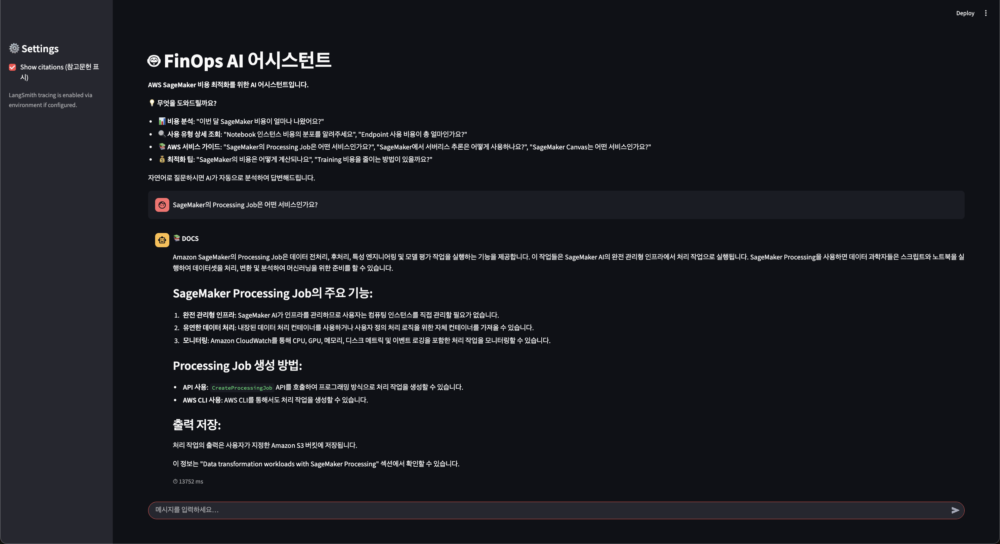 Deploy
⚙️ Settings
Show citations (참고문헌 표
시)
LangSmith tracing is enabled via
environment if configured.
FinOps AI 어시스턴트
AWS SageMaker 비용 최적화를 위한 AI 어시스턴트입니다.
💡 무엇을 도와드릴까요?
• 📊 비용 분석: "이번 달 SageMaker 비용이 얼마나 나왔어요?"
• 🔍 사용 유형 상세 조회: "Notebook 인스턴스 비용의 분포를 알려주세요", "Endpoint 사용 비용이 총 얼마인가요?"
• 📚 AWS 서비스 가이드: "SageMaker의 Processing Job은 어떤 서비스인가요?", "SageMaker에서 서버리스 추론은 어떻게 사용하나요?", "SageMaker Canvas는 어떤 서비스인가요?"
• 💰 최적화 팁: "SageMaker의 비용은 어떻게 계산되나요", "Training 비용을 줄이는 방법이 있을까요?"
자연어로 질문하시면 AI가 자동으로 분석하여 답변해드립니다.
SageMaker의 Processing Job은 어떤 서비스인가요?
📚 DOCS
Amazon SageMaker의 Processing Job은 데이터 전처리, 후처리, 특성 엔지니어링 및 모델 평가 작업을 실행하는 기능을 제공합니다. 이 작업들은 SageMaker AI의 완전 관리형 인프라에서 처리 작업으로 실행됩니다. SageMaker Processing을 사용하면 데이터 과학자들은 스크립트와 노트북을 실
행하여 데이터셋을 처리, 변환 및 분석하여 머신러닝을 위한 준비를 할 수 있습니다.
SageMaker Processing Job의 주요 기능:
1. 완전 관리형 인프라: SageMaker AI가 인프라를 관리하므로 사용자는 컴퓨팅 인스턴스를 직접 관리할 필요가 없습니다.
2. 유연한 데이터 처리: 내장된 데이터 처리 컨테이너를 사용하거나 사용자 정의 처리 로직을 위한 자체 컨테이너를 가져올 수 있습니다.
3. 모니터링: Amazon CloudWatch를 통해 CPU, GPU, 메모리, 디스크 메트릭 및 이벤트 로깅을 포함한 처리 작업을 모니터링할 수 있습니다.
Processing Job 생성 방법:
• API 사용: CreateProcessingJob API를 호출하여 프로그래밍 방식으로 처리 작업을 생성할 수 있습니다.
• AWS CLI 사용: AWS CLI를 통해서도 처리 작업을 생성할 수 있습니다.
출력 저장:
처리 작업의 출력은 사용자가 지정한 Amazon S3 버킷에 저장됩니다.
이 정보는 "Data transformation workloads with SageMaker Processing" 섹션에서 확인할 수 있습니다.
⏱ 13752 ms
메시지를 입력하세요...